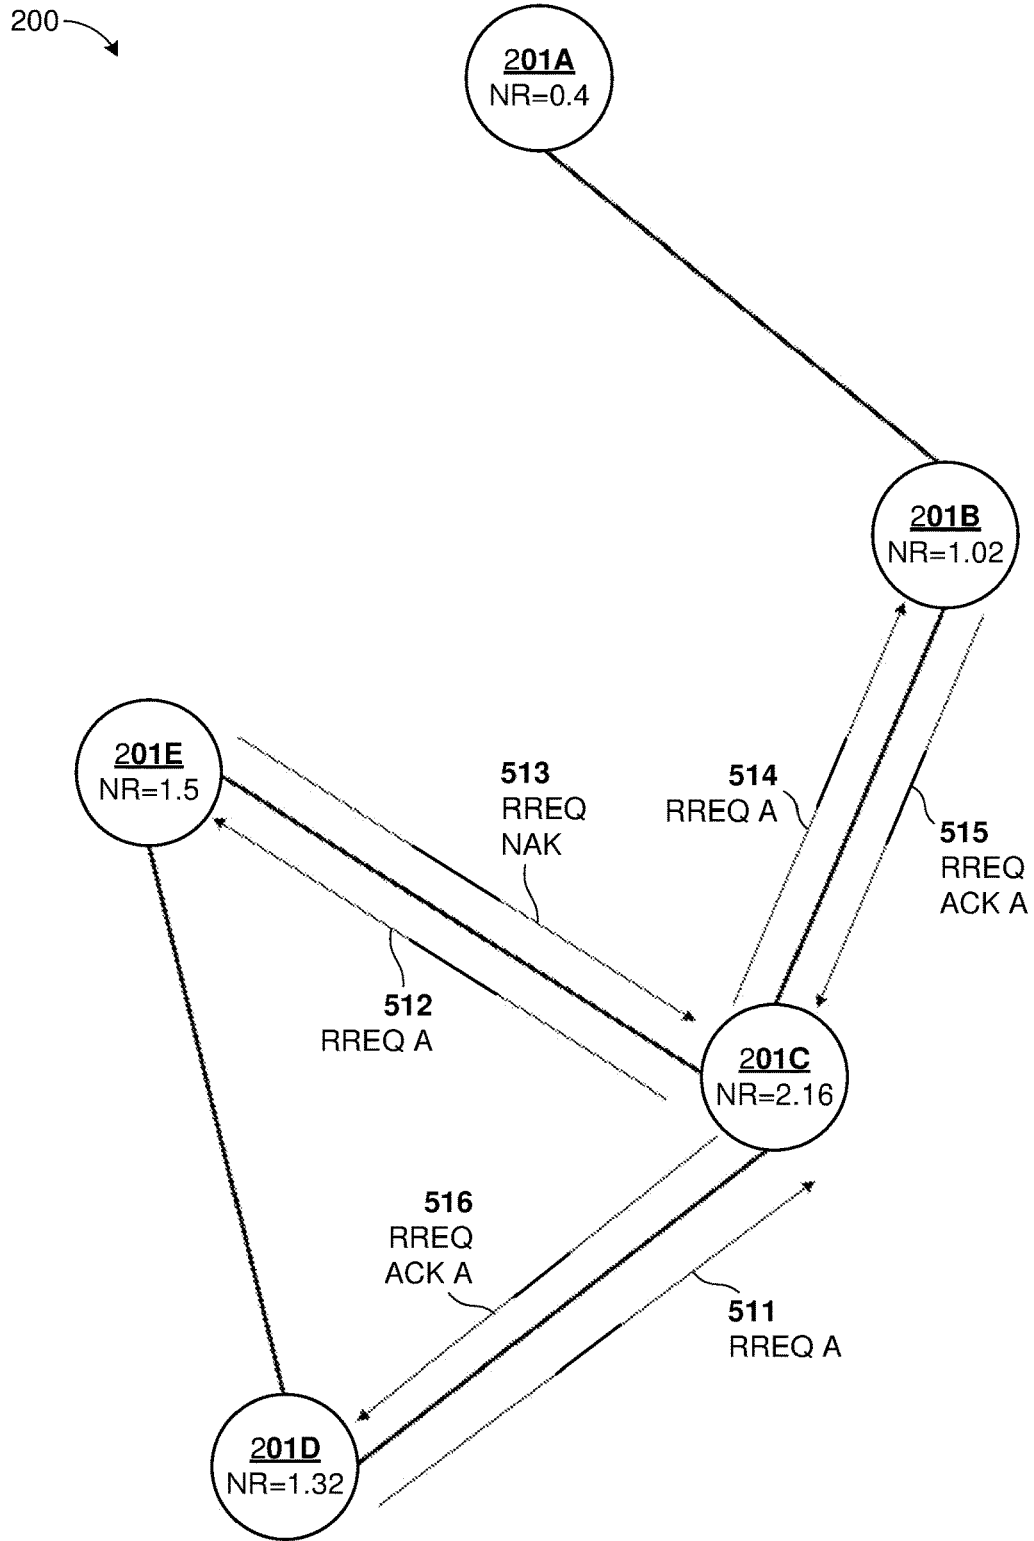 200
201A
NR=0.4
201B
NR=1.02
201E
NR=1.5
513
RREQ
NAK
514
RREQ A
515
RREQ
ACK A
512
RREQ A
201C
NR=2.16
516
RREQ
ACK A
511
RREQ A
201D
NR=1.32